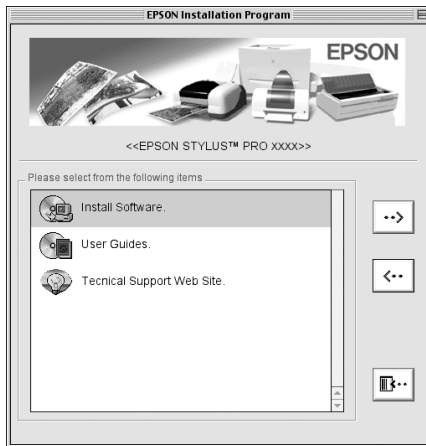 EPSON Installation Program
EPSON
<<EPSON STYLUS™ PRO XXXX>>
Please select from the following items
Install Software.
User Guides.
Tecnical Support Web Site.